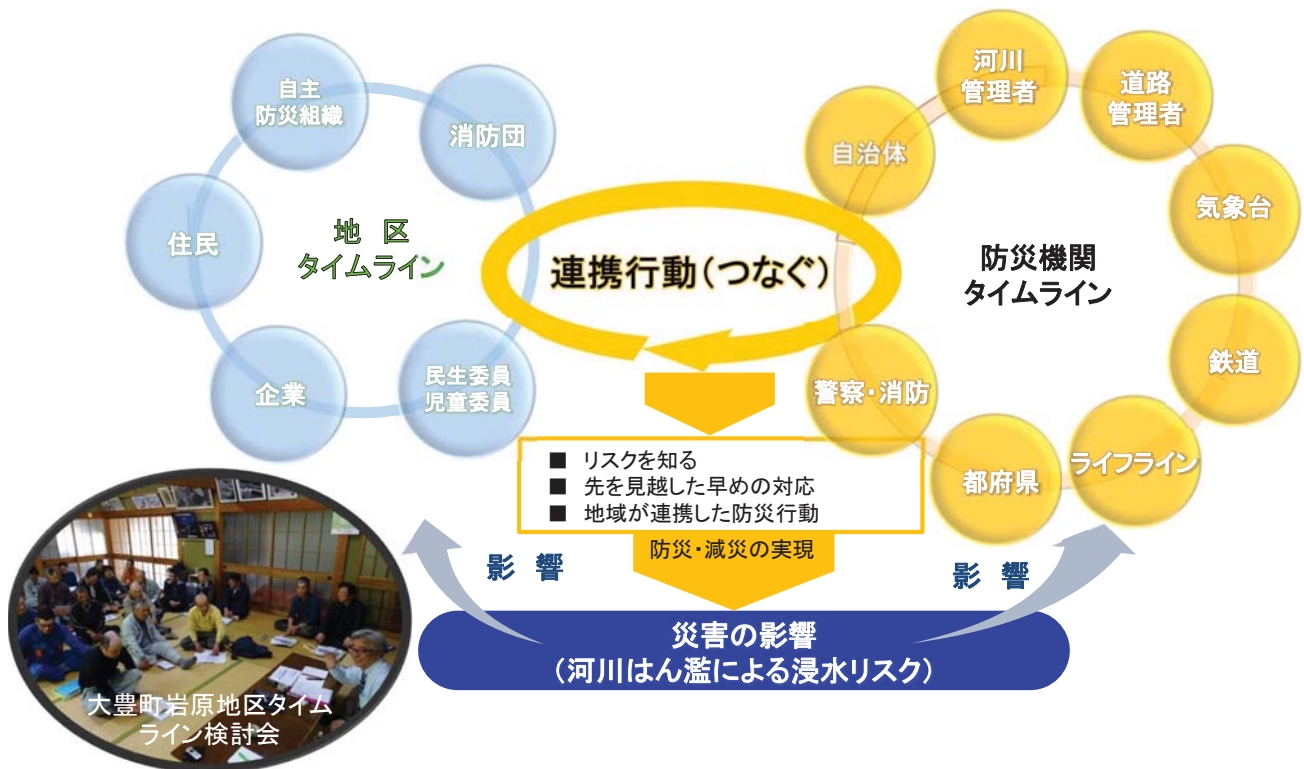 自主
防災組織
消防団
住民
地 区
タイムライン
企業
民生委員
児童委員
連携行動(つなぐ)
河川
管理者
道路
管理者
自治体
気象台
防災機関
タイムライン
鉄道
警察・消防
都府県
ライフライン
■ リスクを知る
■ 先を見越した早めの対応
■ 地域が連携した防災行動
防災・減災の実現
影 響
影 響
災害の影響
(河川はん濫による浸水リスク)
大豊町岩原地区タイム
ライン検討会